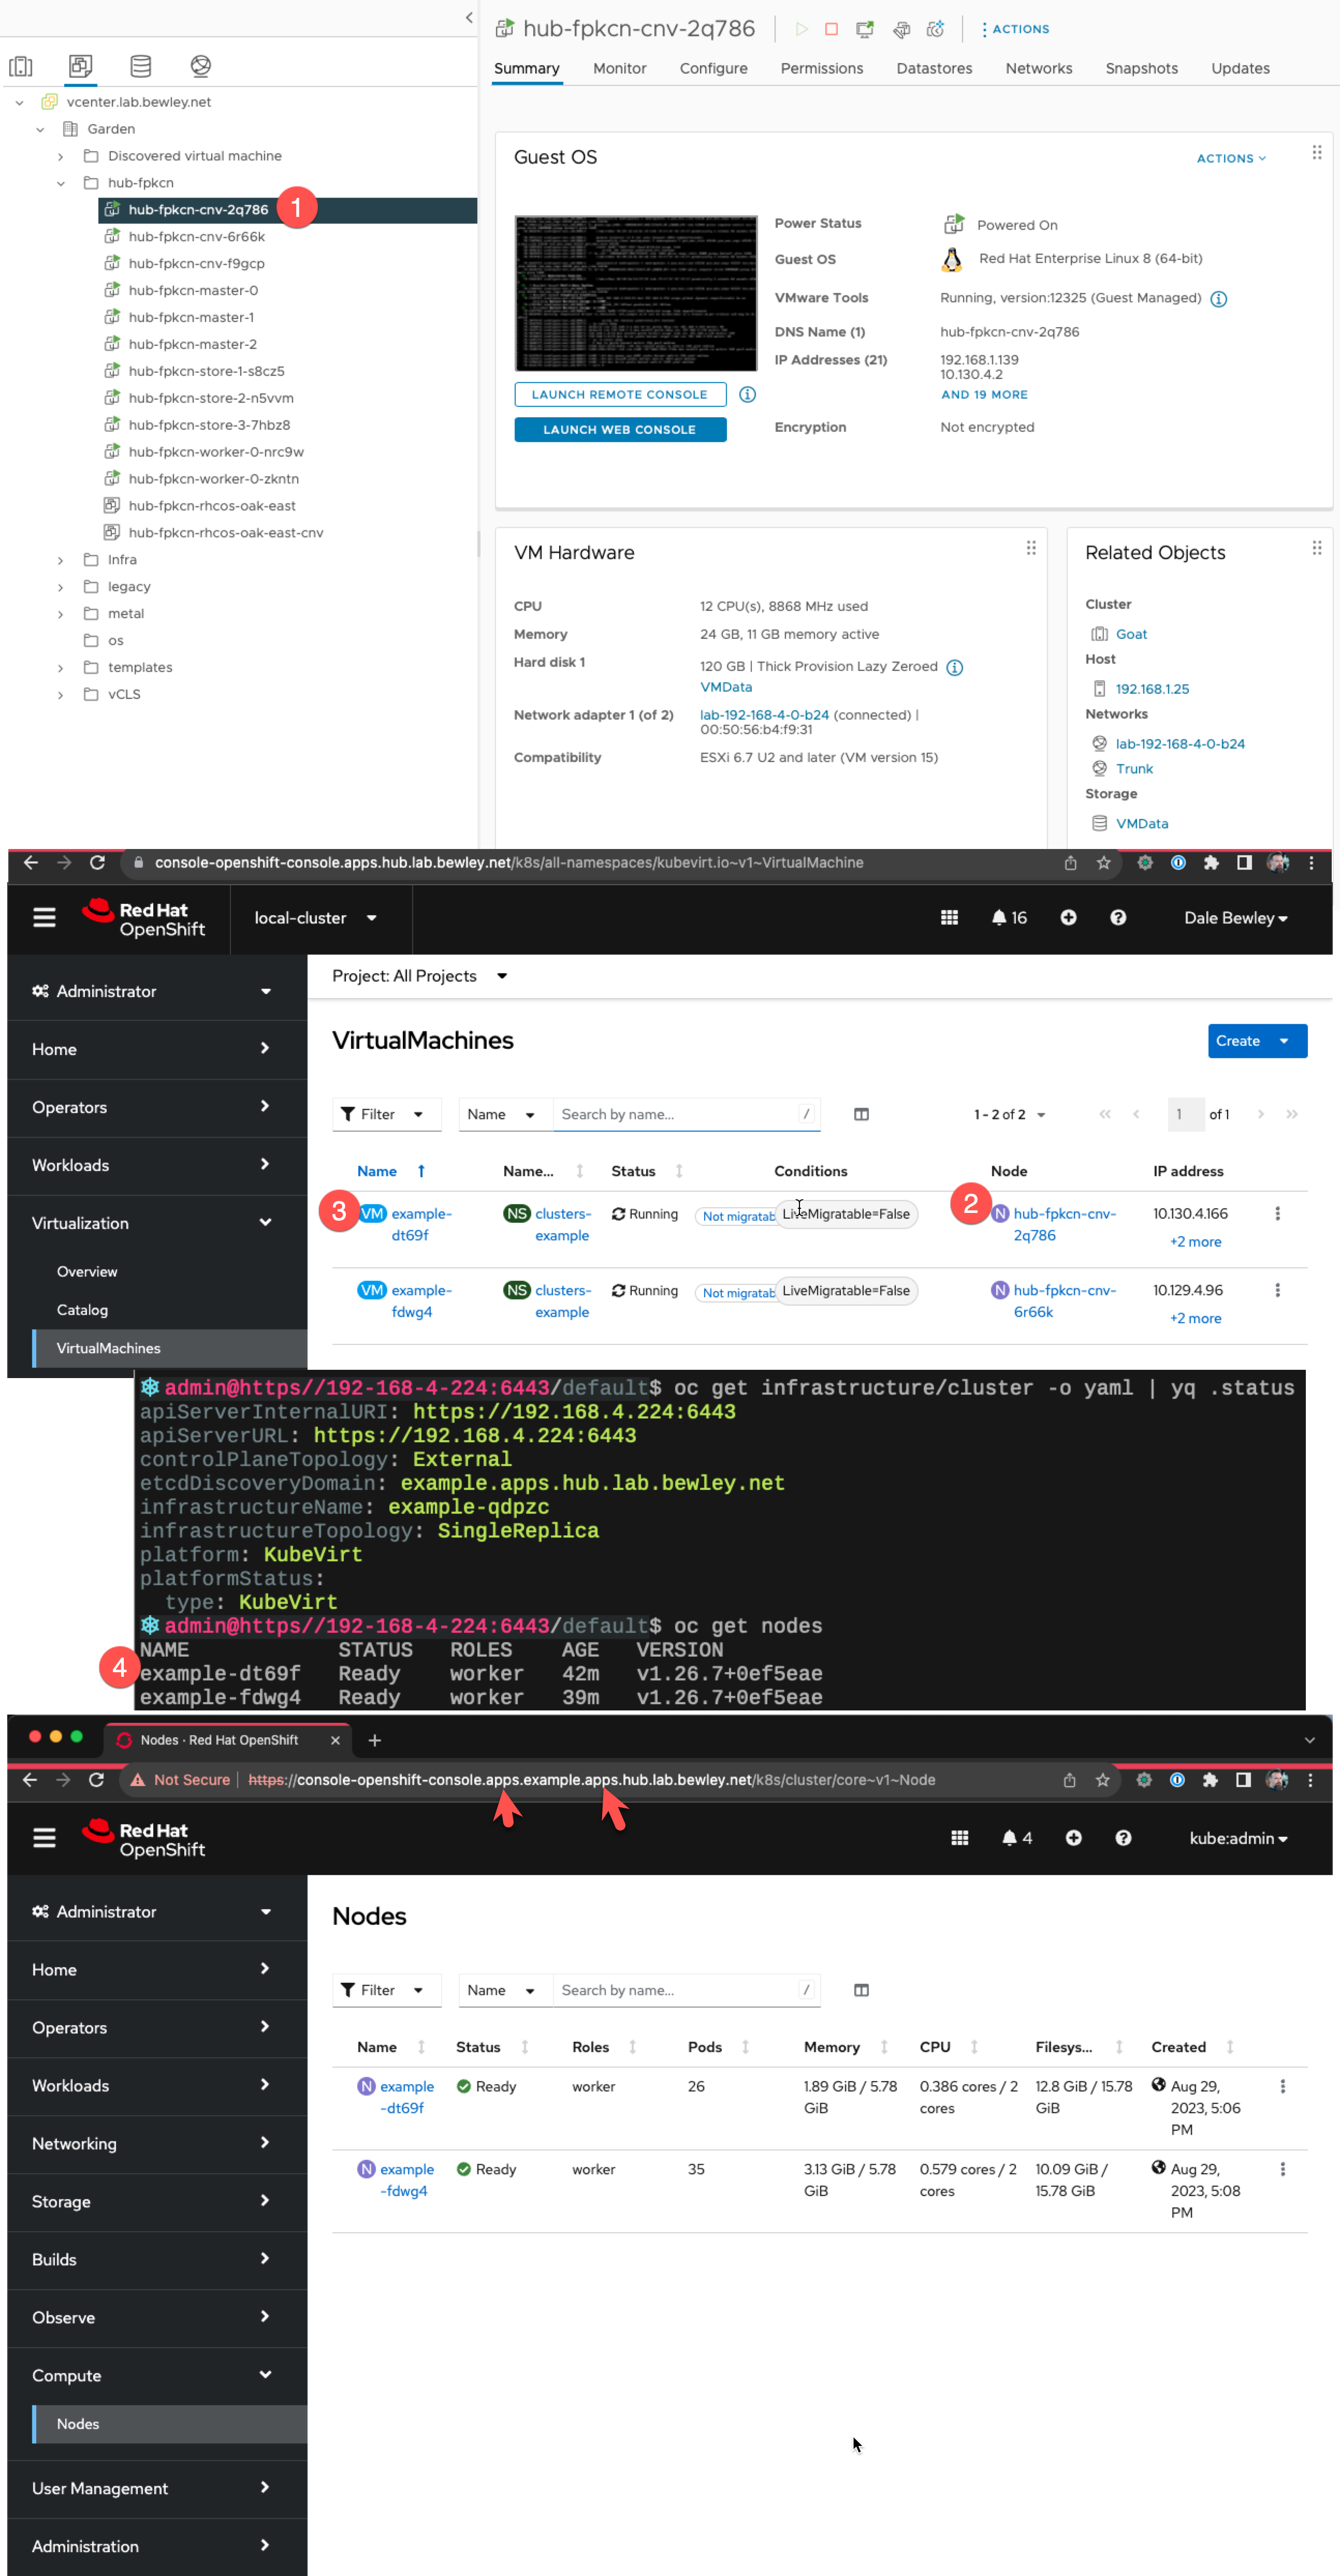 hub-fpkcn-cnv-2q786
ACTIONS
Summary Monitor Configure Permissions Datastores Networks Snapshots Updates
vcenter.lab.bewley.net
Garden
Discovered virtual machine
hub-fpkcn
hub-fpkcn-cnv-2q786 1
hub-fpkcn-cnv-6r66k
hub-fpkcn-cnv-f9gcp
hub-fpkcn-master-0
hub-fpkcn-master-1
hub-fpkcn-master-2
hub-fpkcn-store-1-s8cz5
hub-fpkcn-store-2-n5vvm
hub-fpkcn-store-3-7hbz8
hub-fpkcn-worker-0-nrc9w
hub-fpkcn-worker-0-zkntn
hub-fpkcn-rhcos-oak-east
hub-fpkcn-rhcos-oak-east-cnv
Infra
legacy
metal
os
templates
vCLS
Guest OS
ACTIONS
Power Status Powered On
Guest OS Red Hat Enterprise Linux 8 (64-bit)
VMware Tools Running, version:12325 (Guest Managed)
DNS Name (1) hub-fpkcn-cnv-2q786
IP Addresses (21) 192.168.1.139
10.130.4.2
AND 19 MORE
Encryption Not encrypted
LAUNCH REMOTE CONSOLE
LAUNCH WEB CONSOLE
VM Hardware
CPU 12 CPU(s), 8868 MHz used
Memory 24 GB, 11 GB memory active
Hard disk 1 120 GB | Thick Provision Lazy Zeroed
VMData
Network adapter 1 (of 2) lab-192-168-4-0-b24 (connected) |
00:50:56:b4:f9:31
Compatibility ESXi 6.7 U2 and later (VM version 15)
Related Objects
Cluster
Goat
Host
192.168.1.25
Networks
lab-192-168-4-0-b24
Trunk
Storage
VMData
console-openshift-console.apps.hub.lab.bewley.net/k8s/all-namespaces/kubevirt.io~v1~VirtualMachine
Red Hat
OpenShift
local-cluster
16
Dale Bewley
Administrator
Home
Operators
Workloads
Virtualization
Overview
Catalog
VirtualMachines
Project: All Projects
VirtualMachines
Create
Filter Name Search by name... / 1 - 2 of 2 1 of 1
Name Name... Status Conditions Node IP address
3 VM example- NS clusters- Running Not migratab LiveMigratable=False 2 N hub-fpkcn-cnv- 10.130.4.166
dt69f example 2q786 +2 more
VM example- NS clusters- Running Not migratab LiveMigratable=False N hub-fpkcn-cnv- 10.129.4.96
fdwg4 example 6r66k +2 more
admin@https//192-168-4-224:6443/default$ oc get infrastructure/cluster -o yaml | yq .status
apiServerInternalURI: https://192.168.4.224:6443
apiServerURL: https://192.168.4.224:6443
controlPlaneTopology: External
etcdDiscoveryDomain: example.apps.hub.lab.bewley.net
infrastructureName: example-qdpzc
infrastructureTopology: SingleReplica
platform: KubeVirt
platformStatus:
type: KubeVirt
admin@https//192-168-4-224:6443/default$ oc get nodes
NAME STATUS ROLES AGE VERSION
4 example-dt69f Ready worker 42m v1.26.7+0ef5eae
example-fdwg4 Ready worker 39m v1.26.7+0ef5eae
Nodes · Red Hat OpenShift
Not Secure https://console-openshift-console.apps.example.apps.hub.lab.bewley.net/k8s/cluster/core~v1~Node
Red Hat
OpenShift
4
kube:admin
Administrator
Home
Operators
Workloads
Networking
Storage
Builds
Observe
Compute
Nodes
User Management
Administration
Nodes
Filter Name Search by name... /
Name Status Roles Pods Memory CPU Filesys... Created
N example Ready worker 26 1.89 GiB / 5.78 0.386 cores / 2 12.8 GiB / 15.78 Aug 29,
-dt69f GiB cores GiB 2023, 5:06
PM
N example Ready worker 35 3.13 GiB / 5.78 0.579 cores / 2 10.09 GiB / Aug 29,
-fdwg4 GiB cores 15.78 GiB 2023, 5:08
PM